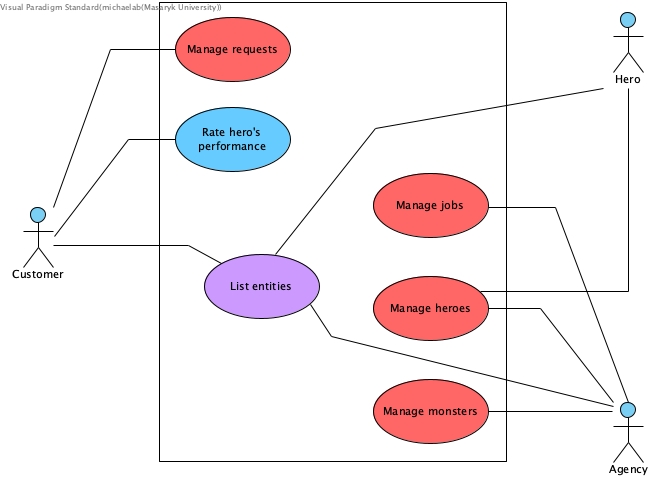 Visual Paradigm Standard(michaelab(Masaryk University))
Manage requests
Hero
Rate hero's
performance
Manage jobs
Customer
List entities
Manage heroes
Manage monsters
Agency